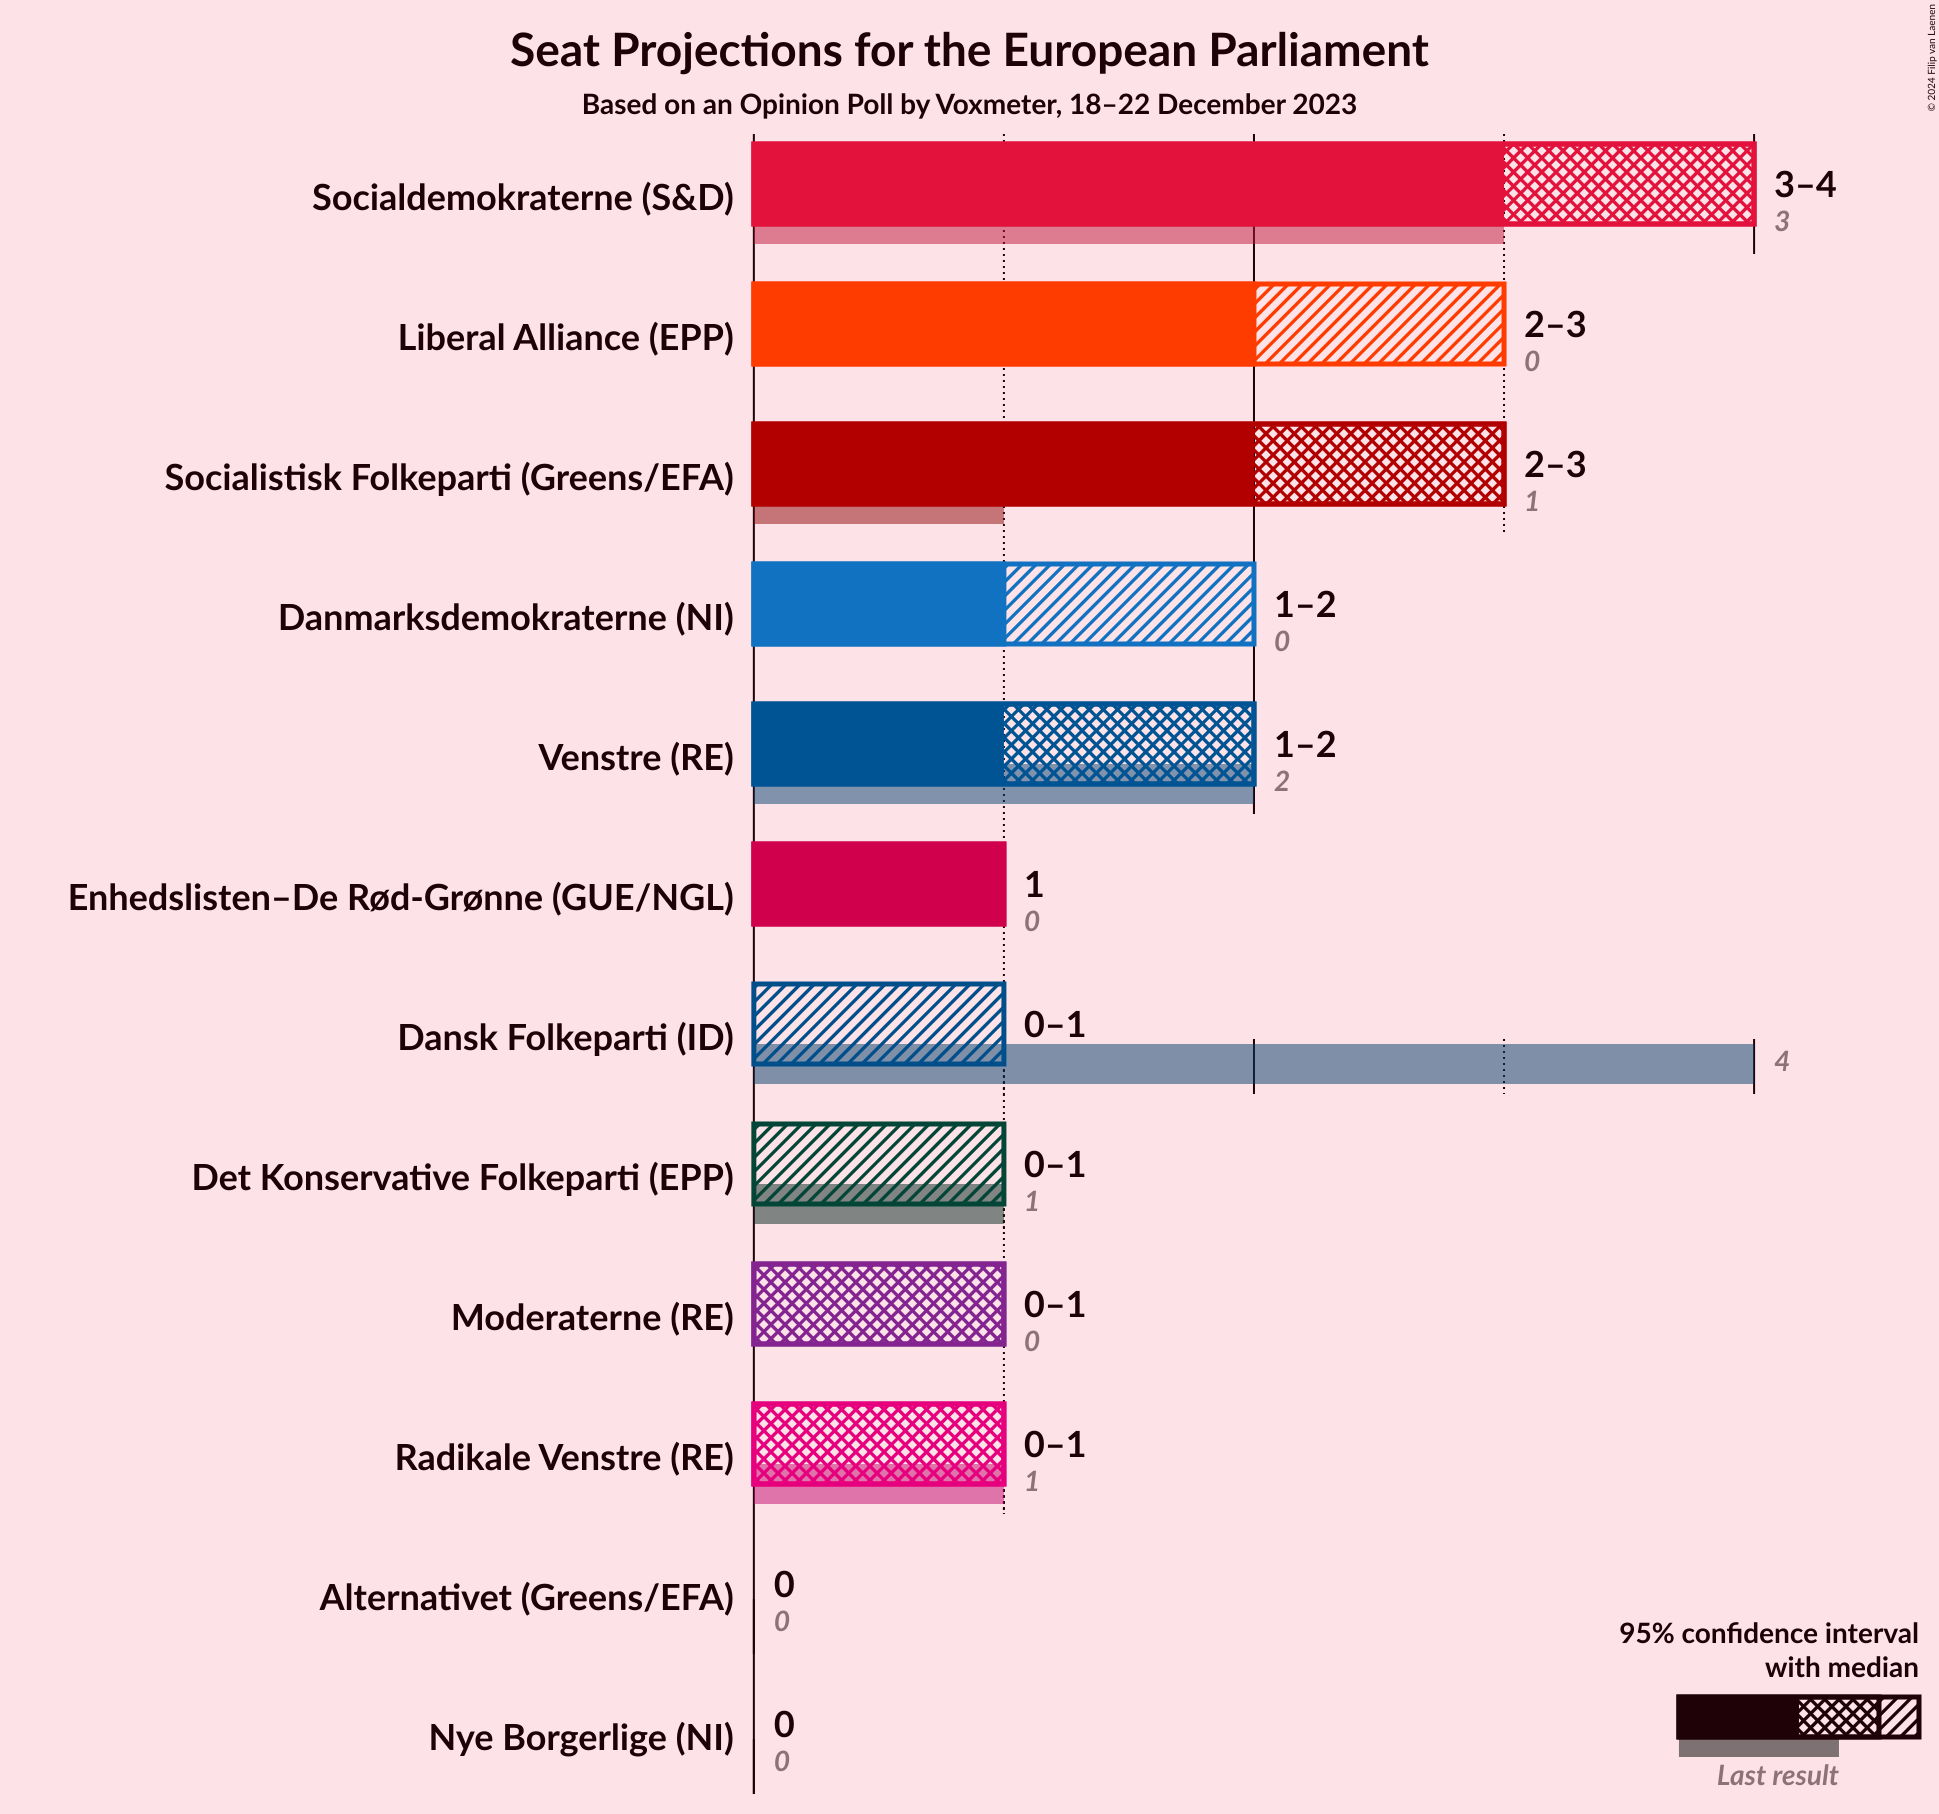 Seat Projections for the European Parliament
Based on an Opinion Poll by Voxmeter, 18–22 December 2023
© 2024 Filip van Laenen
Socialdemokraterne (S&D)
3–4
3
Liberal Alliance (EPP)
2–3
0
Socialistisk Folkeparti (Greens/EFA)
2–3
1
Danmarksdemokraterne (NI)
1–2
0
Venstre (RE)
1–2
2
Enhedslisten–De Rød-Grønne (GUE/NGL)
1
0
Dansk Folkeparti (ID)
0–1
4
Det Konservative Folkeparti (EPP)
0–1
1
Moderaterne (RE)
0–1
0
Radikale Venstre (RE)
0–1
1
Alternativet (Greens/EFA)
0
0
Nye Borgerlige (NI)
0
0
95% confidence interval
with median
Last result